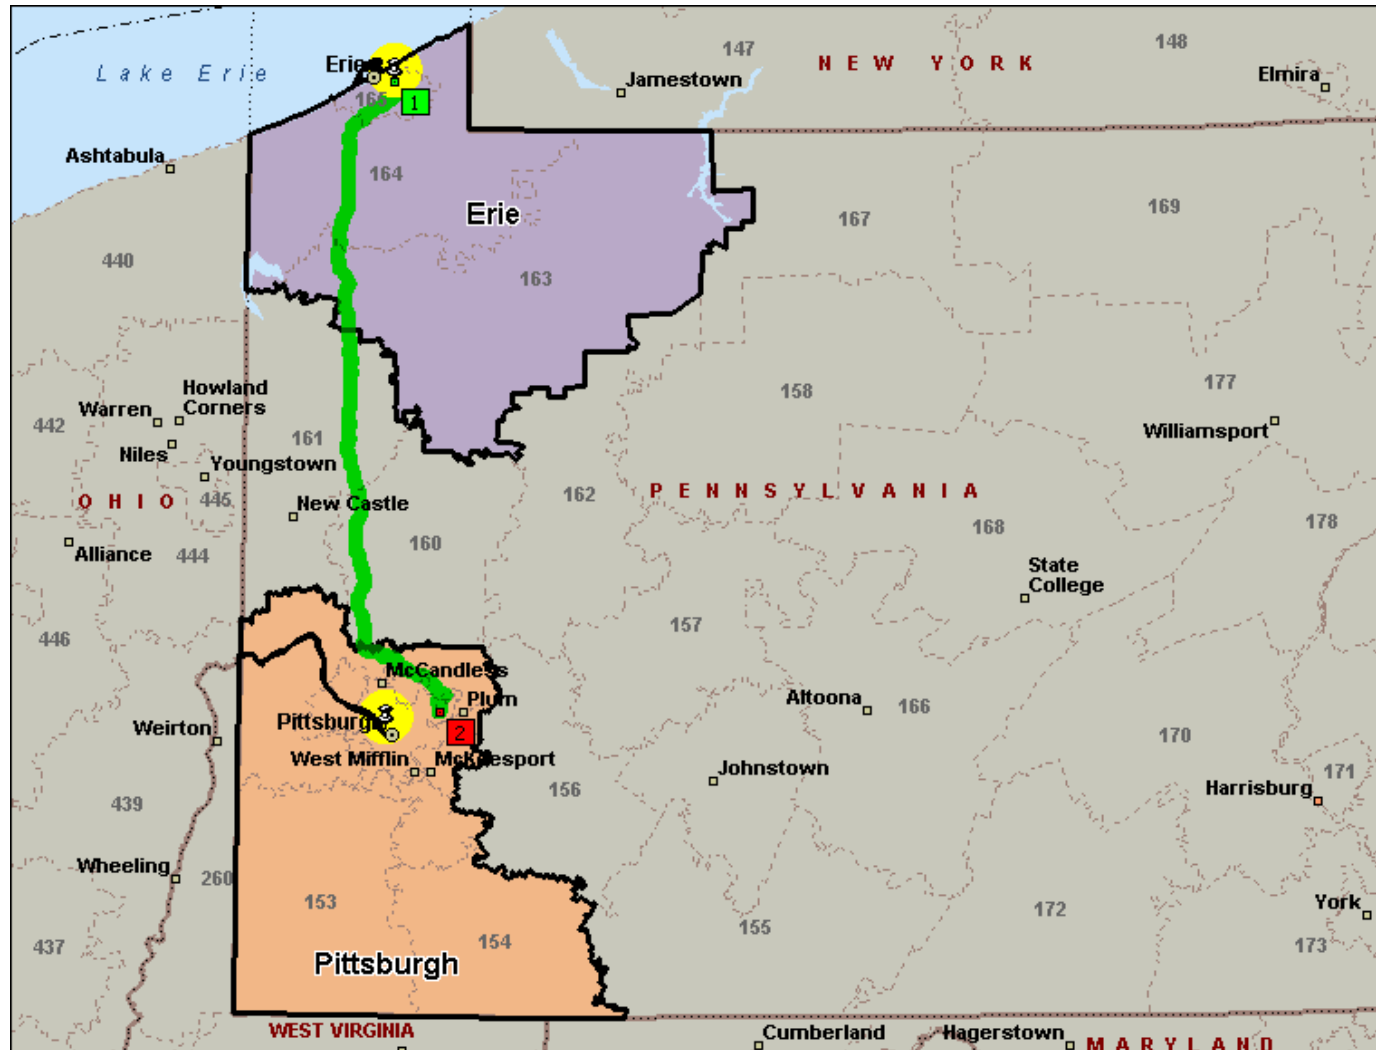 147
148
NEW YORK
Lake Erie
Erie
Jamestown
Elmira
165
1
Ashtabula
164
Erie
167
169
440
163
158
177
Howland
Corners
Warren
442
161
Williamsport
Niles
Youngstown
162
PENNSYLVANIA
OHIO
445
New Castle
168
178
Alliance
444
160
State
College
446
157
McCandless
Plum
Altoona
166
Pittsburgh
2
Weirton
170
West Mifflin
McKeesport
Johnstown
171
156
Harrisburg
439
Wheeling
260
153
172
York
155
154
437
173
Pittsburgh
WEST VIRGINIA
Cumberland
Hagerstown
MARYLAND